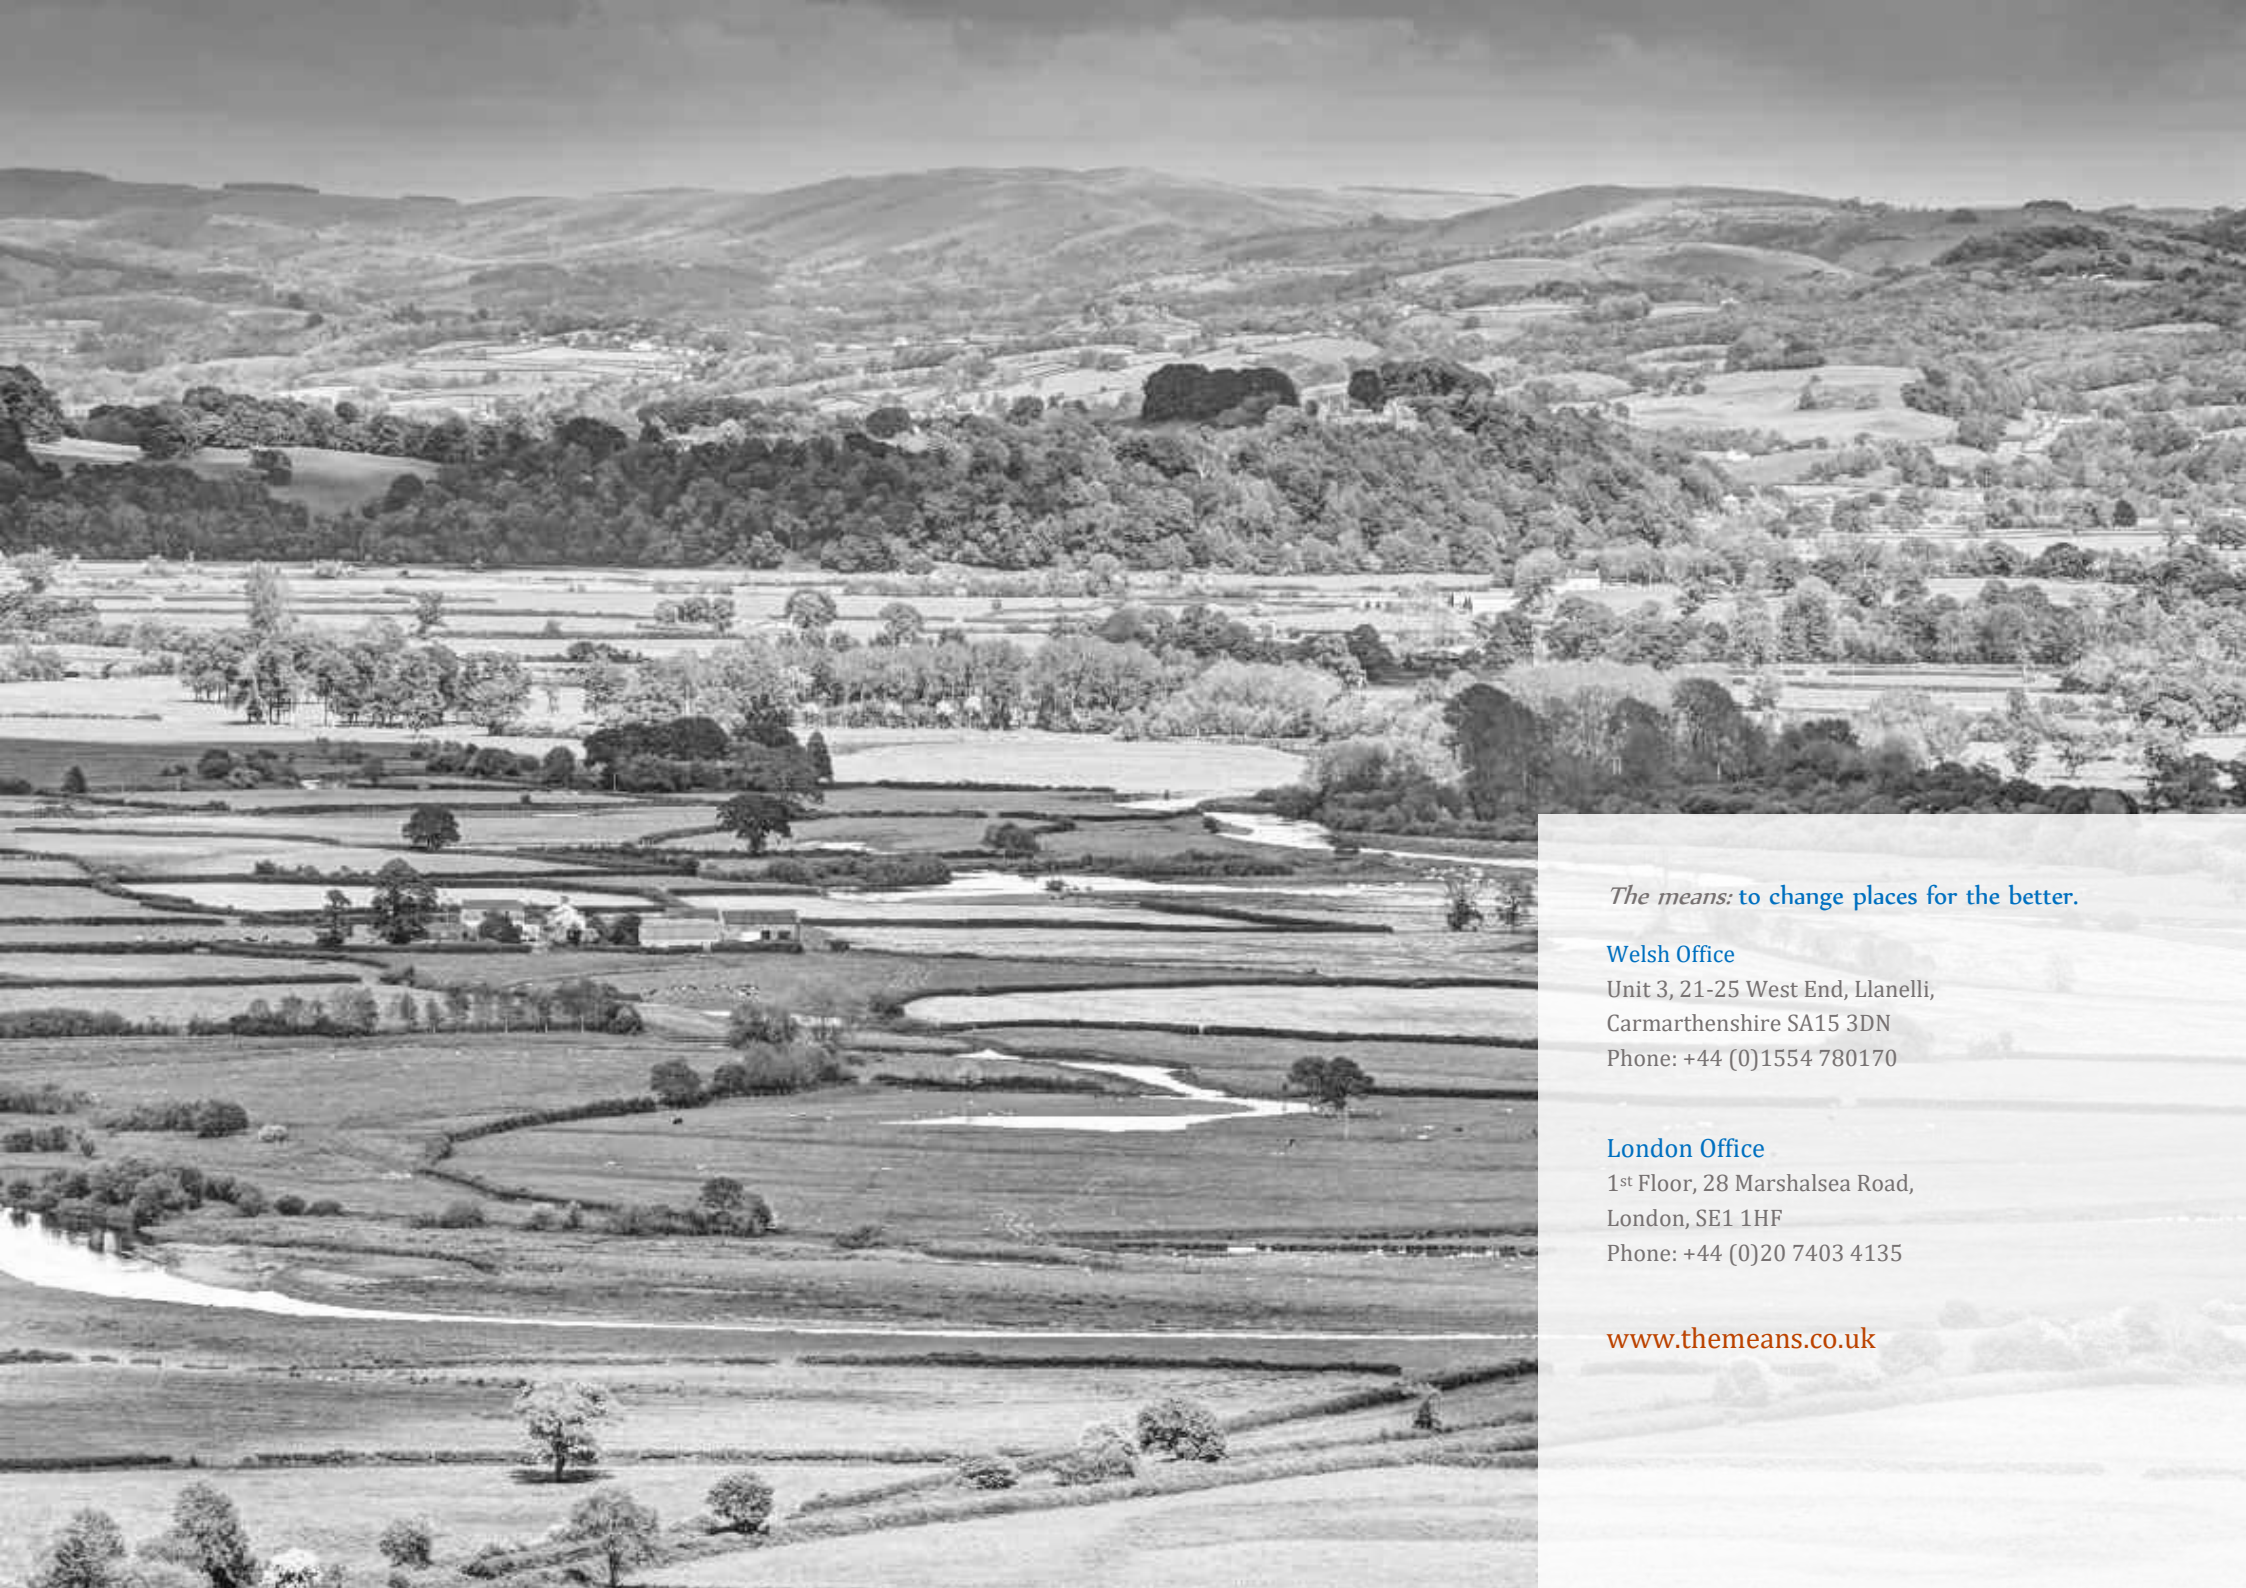 The means: to change places for the better.
Welsh Office
Unit 3, 21-25 West End, Llanelli,
Carmarthenshire SA15 3DN
Phone: +44 (0)1554 780170
London Office
1st Floor, 28 Marshalsea Road,
London, SE1 1HF
Phone: +44 (0)20 7403 4135
www.themeans.co.uk